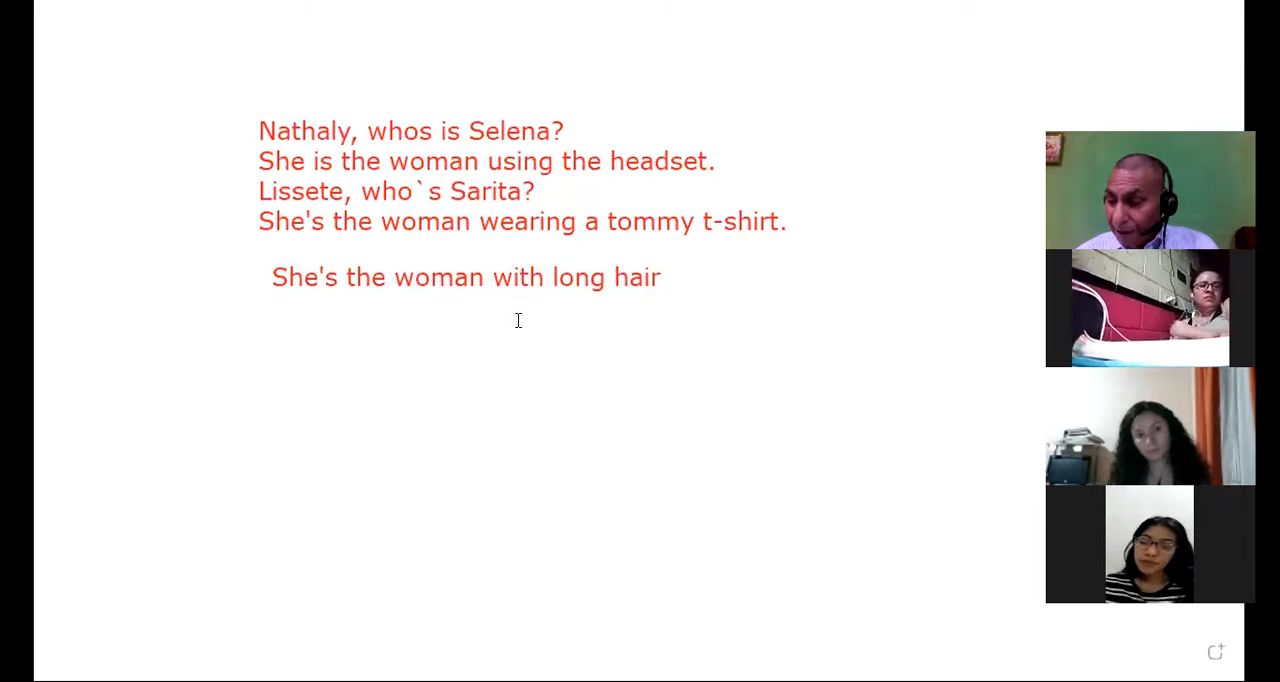 Nathaly, whos is Selena?
She is the woman using the headset.
Lissete, who`s Sarita?
She's the woman wearing a tommy t-shirt.
She's the woman with long hair